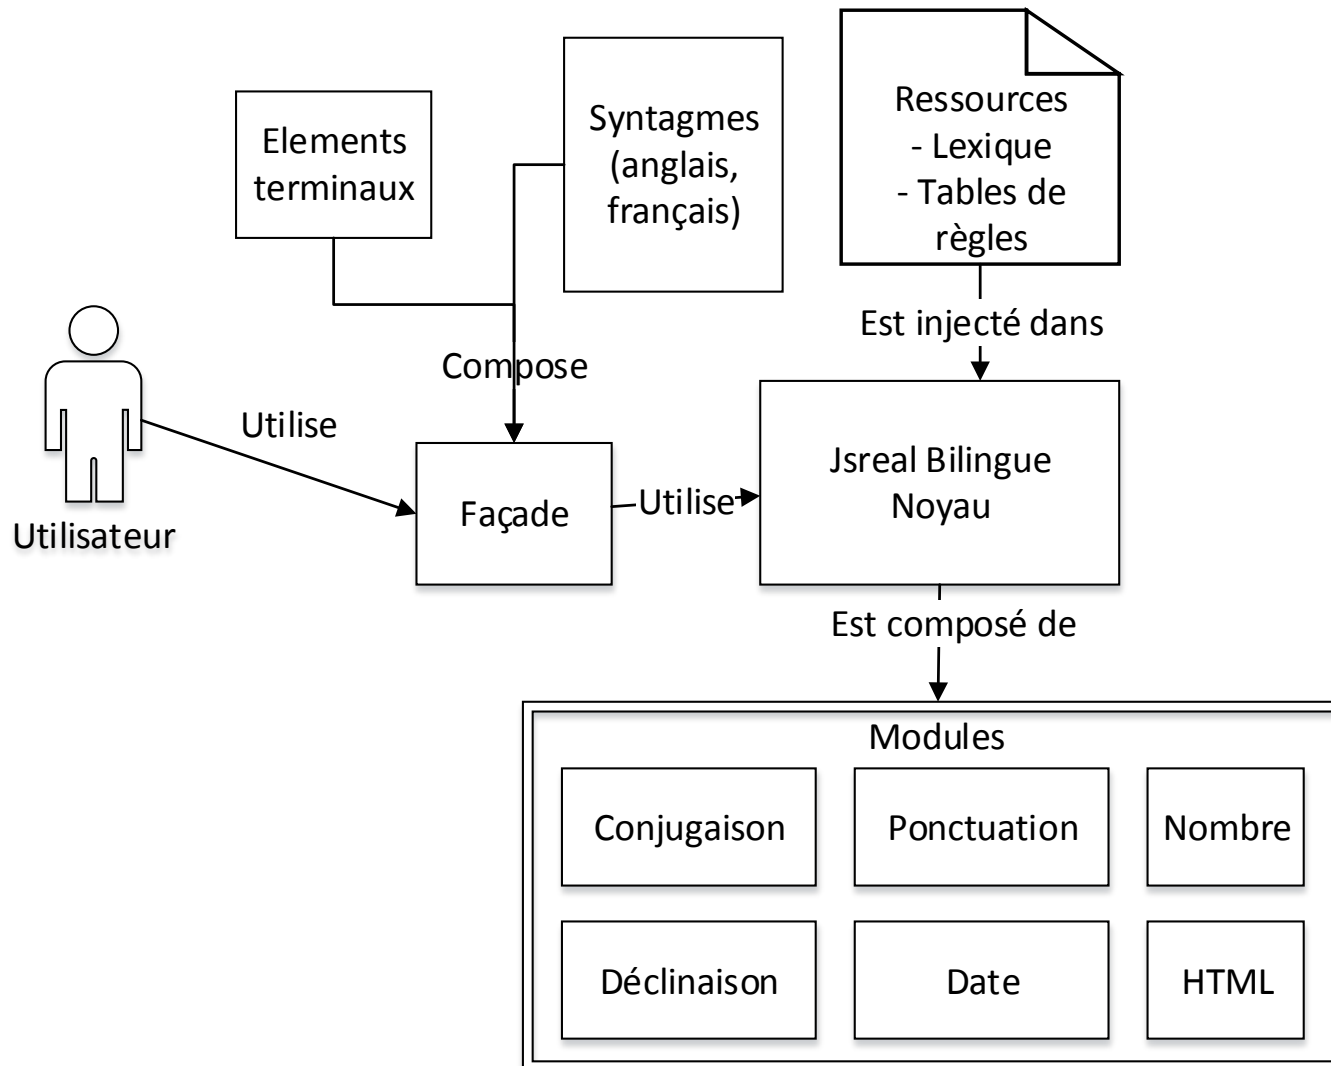 Elements
terminaux
Syntagmes
(anglais,
français)
Ressources
- Lexique
- Tables de
règles
Est injecté dans
Compose
Utilise
Utilisateur
Façade
Utilise
Jsreal Bilingue
Noyau
Est composé de
Modules
Conjugaison
Ponctuation
Nombre
Déclinaison
Date
HTML